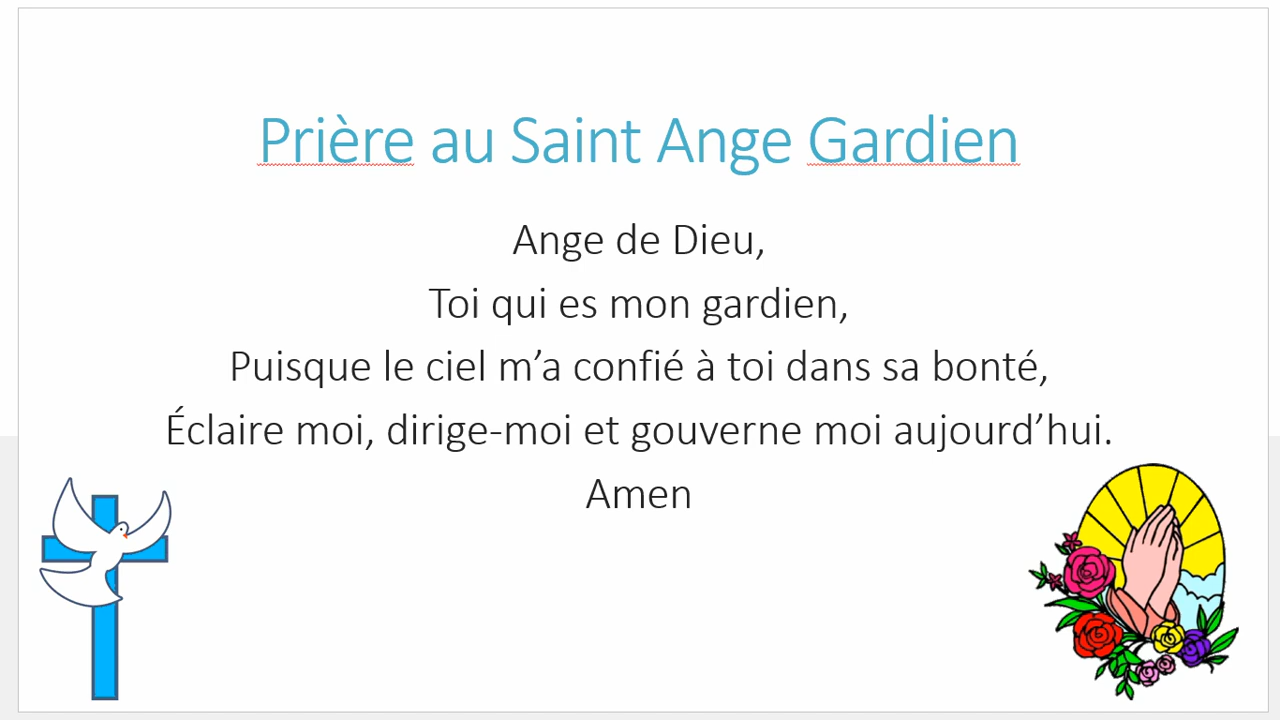 Prière au Saint Ange Gardien
Ange de Dieu,
Toi qui es mon gardien,
Puisque le ciel m’a confié à toi dans sa bonté,
Éclaire moi, dirige-moi et gouverne moi aujourd’hui.
Amen